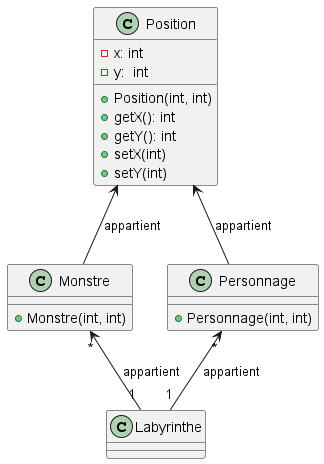 C Position
x: int
y: int
Position(int, int)
getX(): int
getY(): int
setX(int)
setY(int)
appartient
appartient
C Monstre
Monstre(int, int)
C Personnage
Personnage(int, int)
* *
appartient
appartient
1 1
C Labyrinthe